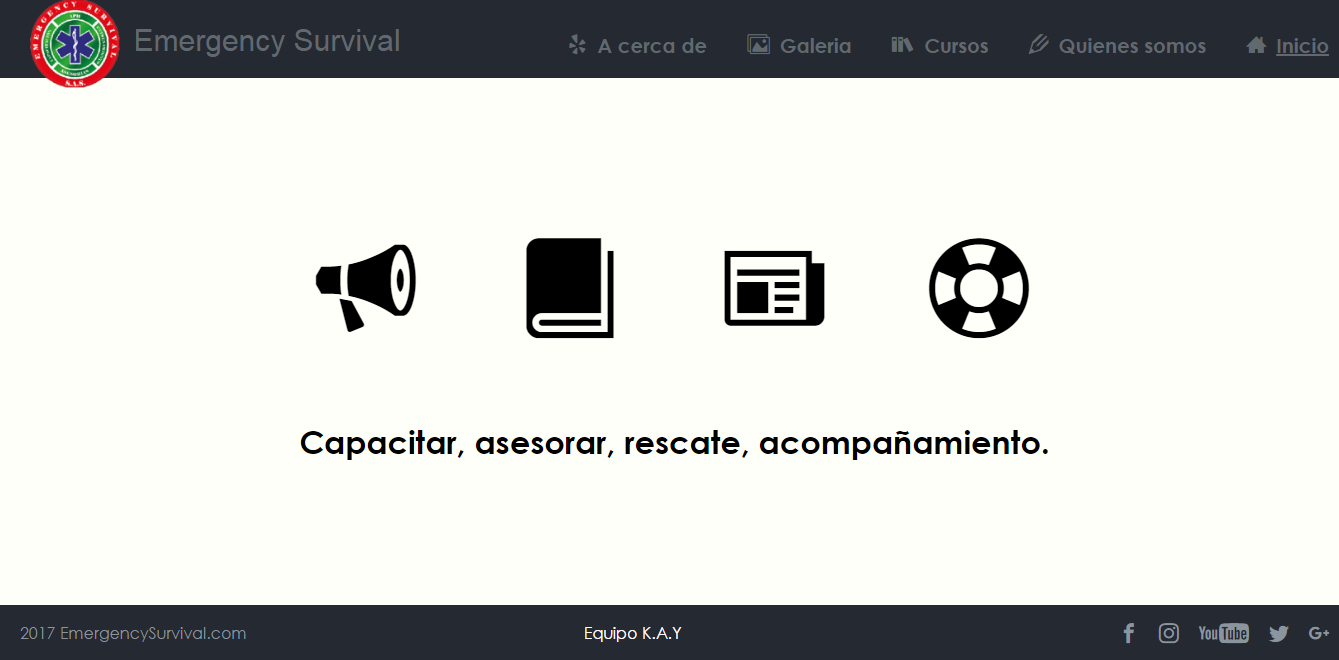 EMERGENCY SURVIVAL
S.A.S.
Emergency Survival
A cerca de
Galeria
Cursos
Quienes somos
Inicio
Capacitar, asesorar, rescate, acompañamiento.
2017 EmergencySurvival.com
Equipo K.A.Y
YouTube
G+